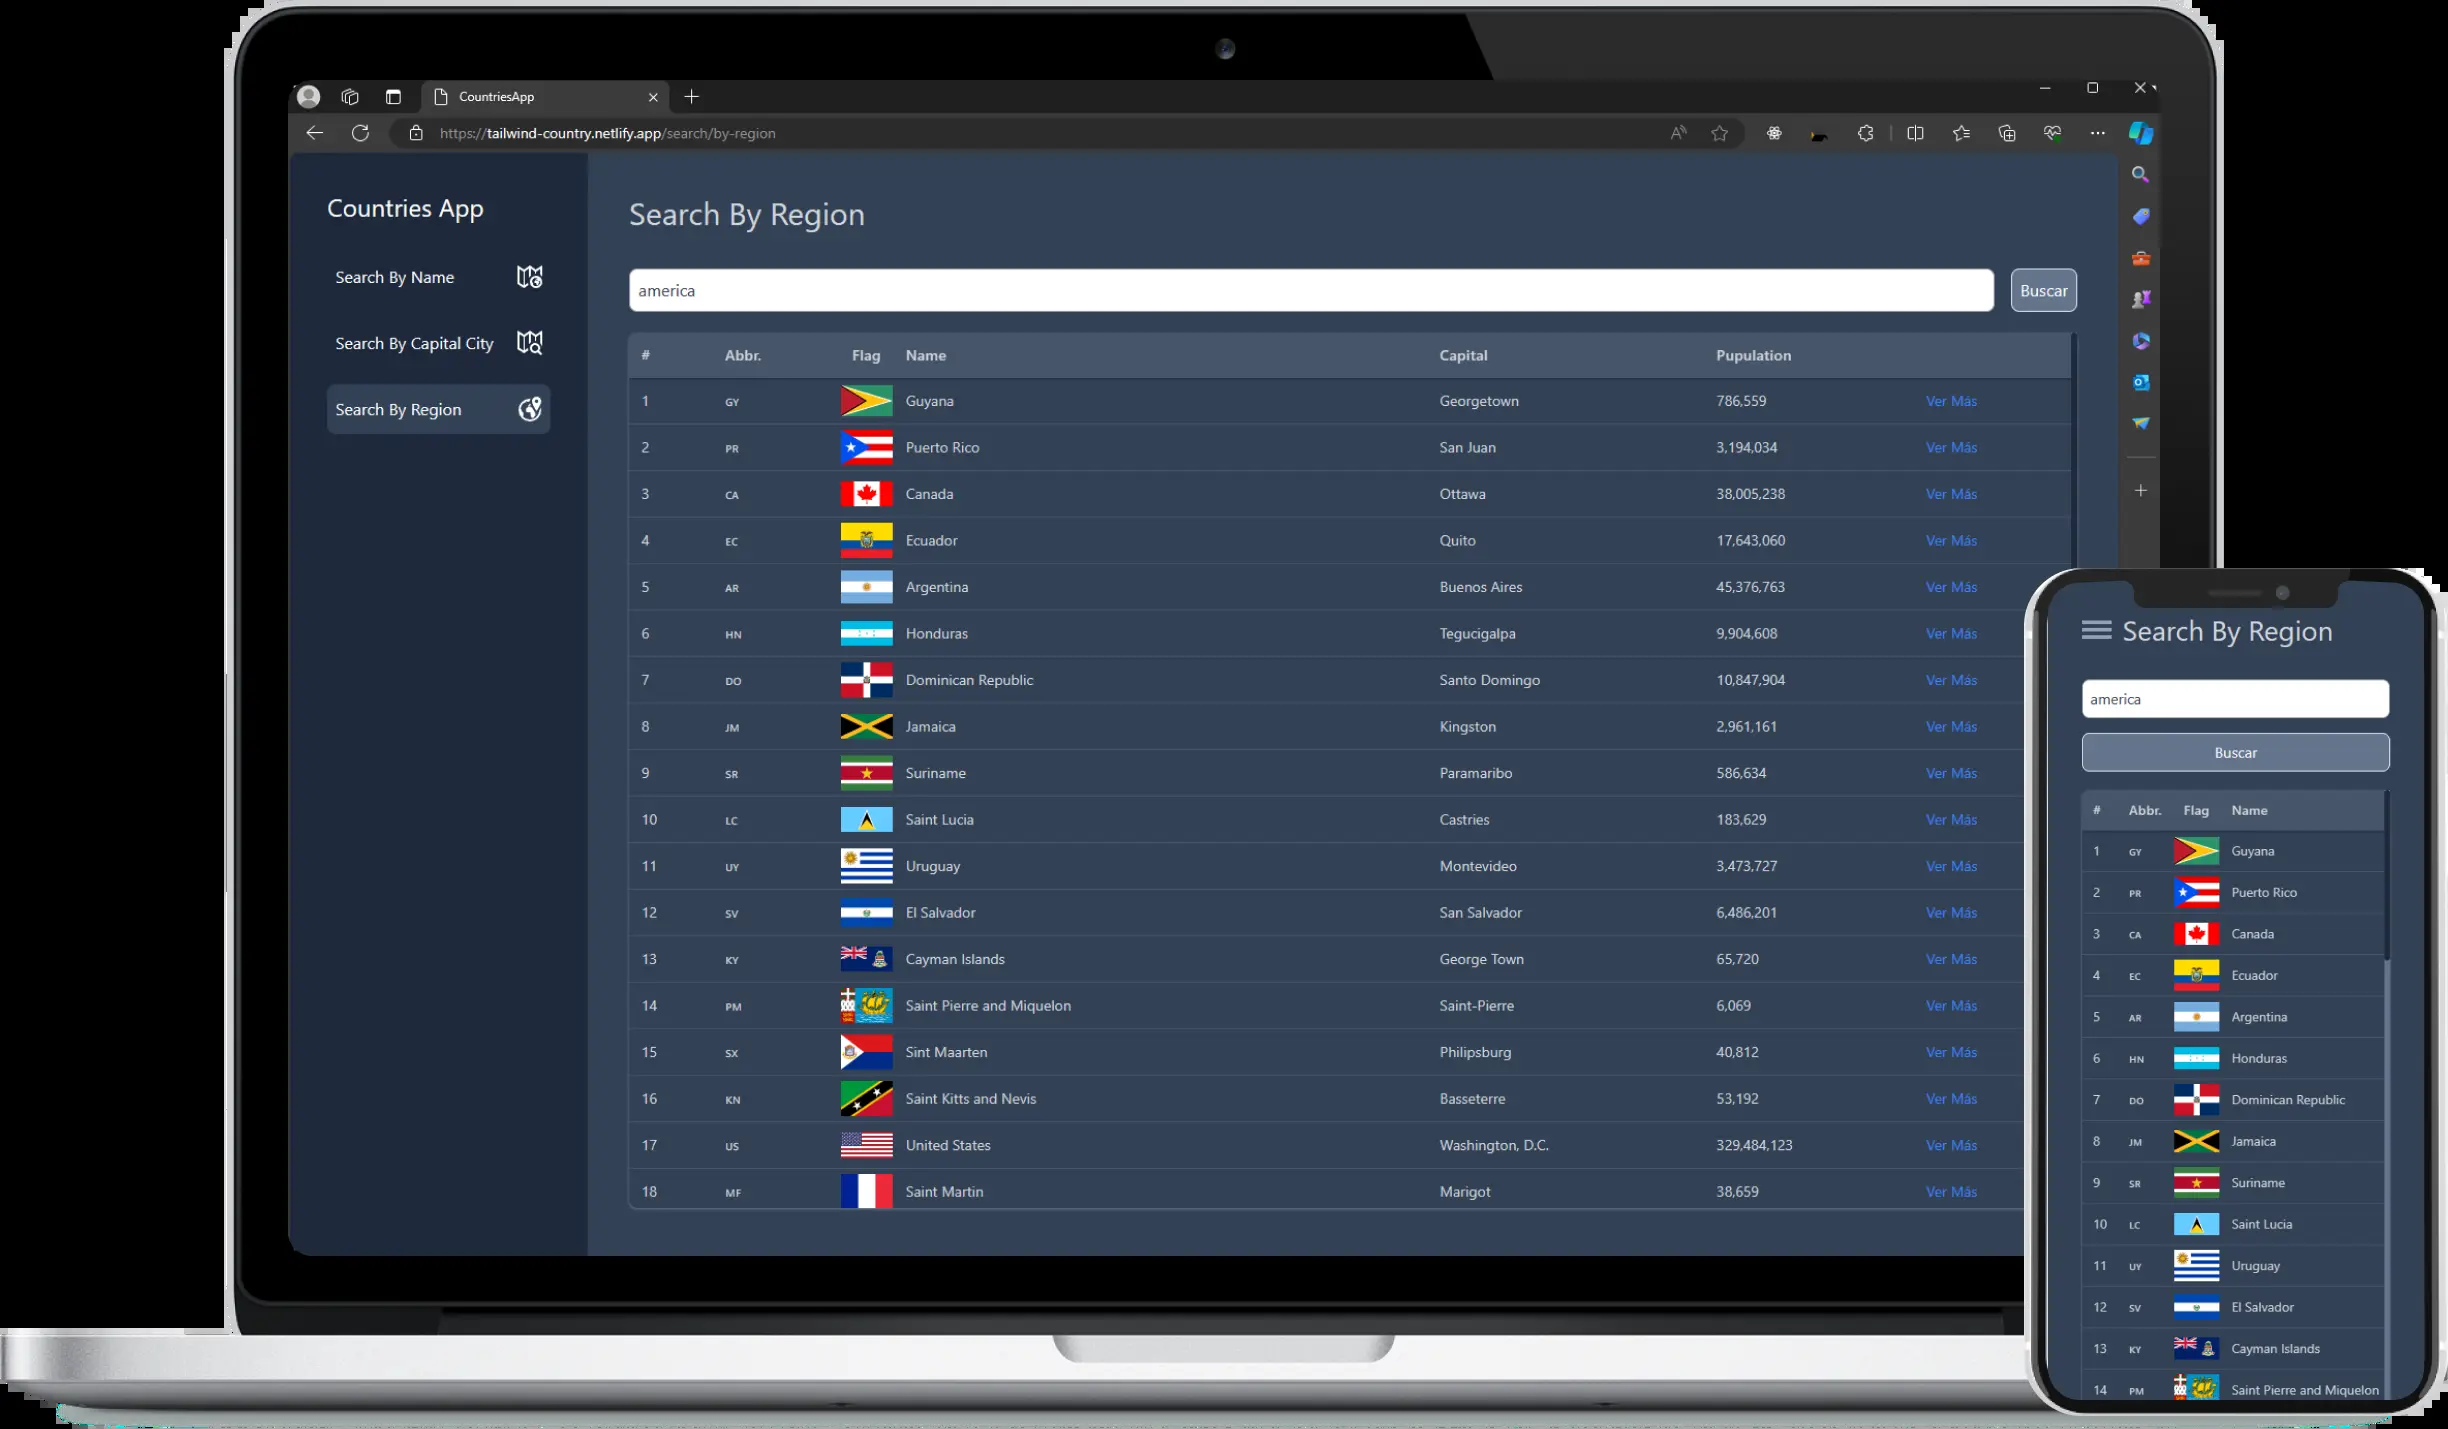 CountriesApp
https://tailwind-country.netlify.app/search/by-region
Countries App
Search By Name
Search By Capital City
Search By Region
Search By Region
america
Buscar
# Abbr. Flag Name Capital Pupulation
1 GY Guyana Georgetown 786,559 Ver Más
2 PR Puerto Rico San Juan 3,194,034 Ver Más
3 CA Canada Ottawa 38,005,238 Ver Más
4 EC Ecuador Quito 17,643,060 Ver Más
5 AR Argentina Buenos Aires 45,376,763 Ver Más
6 HN Honduras Tegucigalpa 9,904,608 Ver Más
7 DO Dominican Republic Santo Domingo 10,847,904 Ver Más
8 JM Jamaica Kingston 2,961,161 Ver Más
9 SR Suriname Paramaribo 586,634 Ver Más
10 LC Saint Lucia Castries 183,629 Ver Más
11 UY Uruguay Montevideo 3,473,727 Ver Más
12 SV El Salvador San Salvador 6,486,201 Ver Más
13 KY Cayman Islands George Town 65,720 Ver Más
14 PM Saint Pierre and Miquelon Saint-Pierre 6,069 Ver Más
15 SX Sint Maarten Philipsburg 40,812 Ver Más
16 KN Saint Kitts and Nevis Basseterre 53,192 Ver Más
17 US United States Washington, D.C. 329,484,123 Ver Más
18 MF Saint Martin Marigot 38,659 Ver Más
Search By Region
america
Buscar
# Abbr. Flag Name
1 GY Guyana
2 PR Puerto Rico
3 CA Canada
4 EC Ecuador
5 AR Argentina
6 HN Honduras
7 DO Dominican Republic
8 JM Jamaica
9 SR Suriname
10 LC Saint Lucia
11 UY Uruguay
12 SV El Salvador
13 KY Cayman Islands
14 PM Saint Pierre and Miquelon